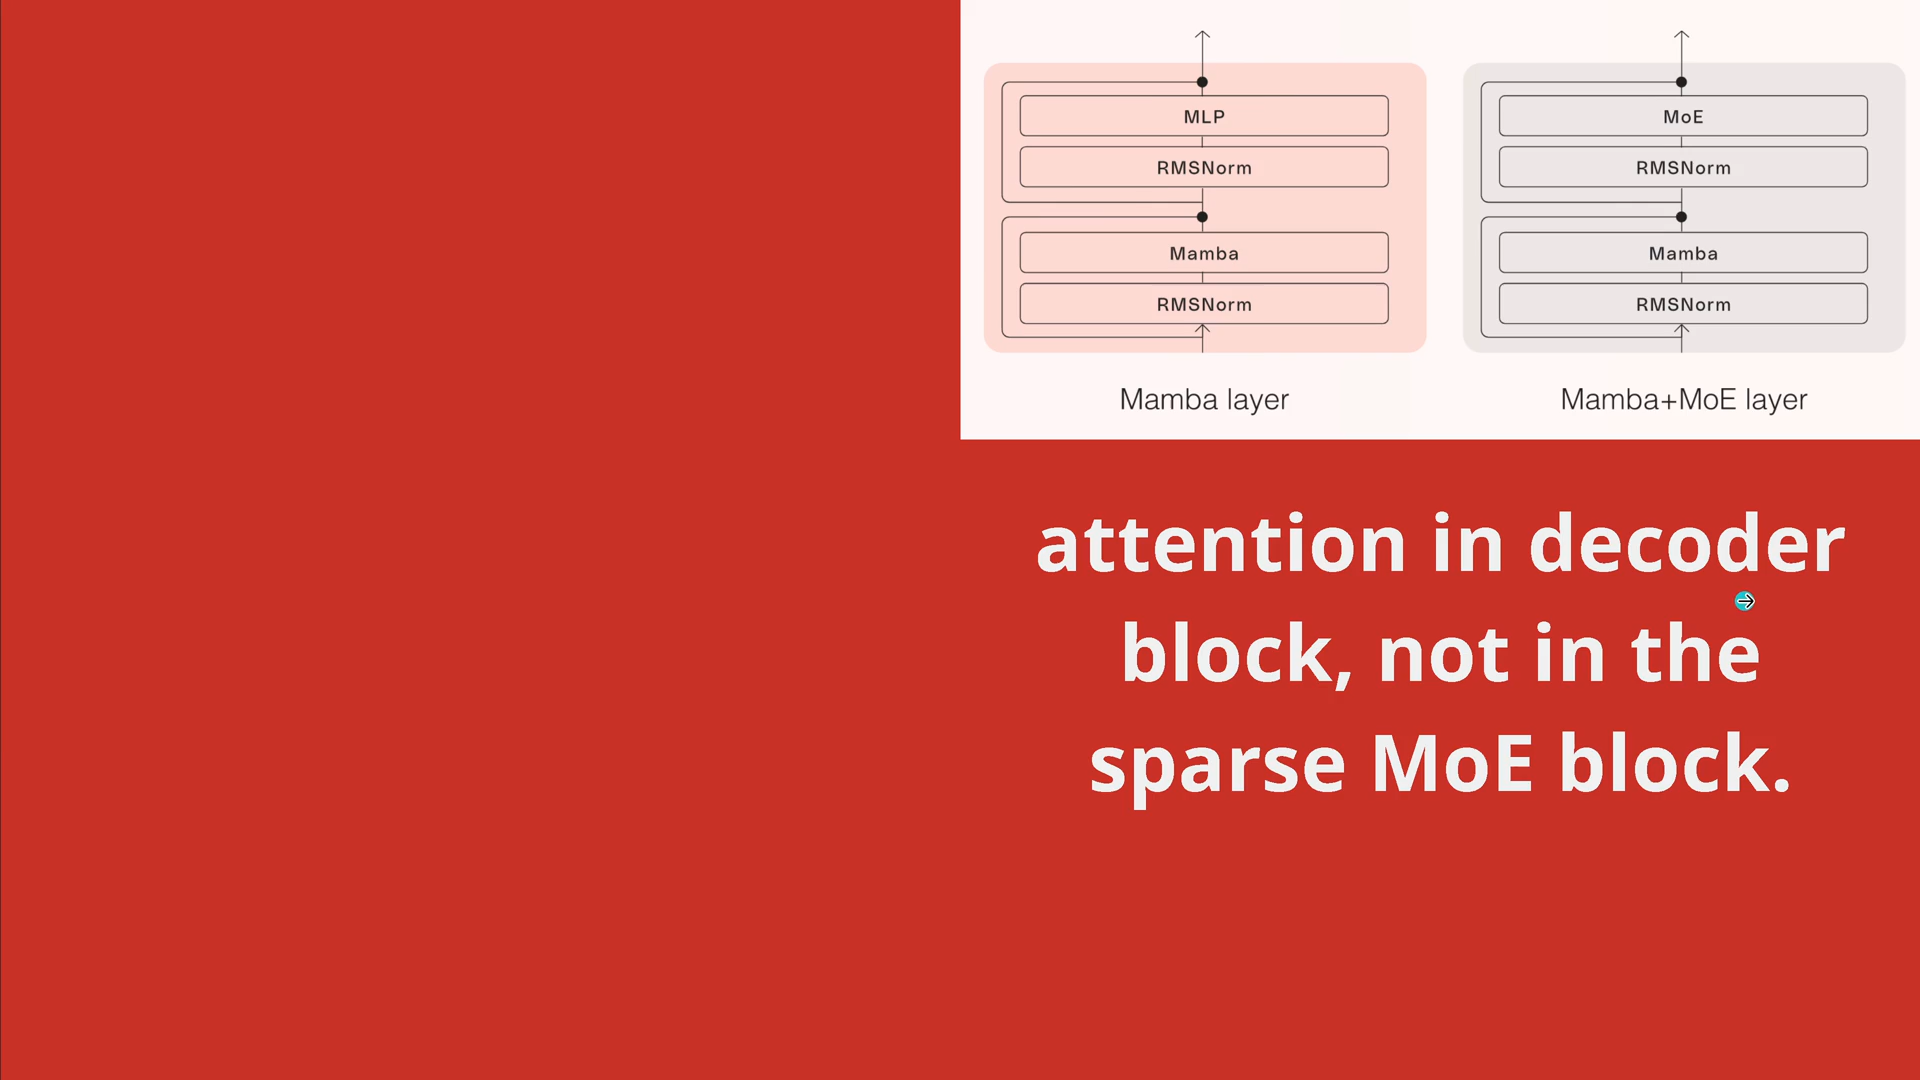 MLP
RMSNorm
Mamba
RMSNorm
Mamba layer
MoE
RMSNorm
Mamba
RMSNorm
Mamba+MoE layer
attention in decoder
block, not in the
sparse MoE block.